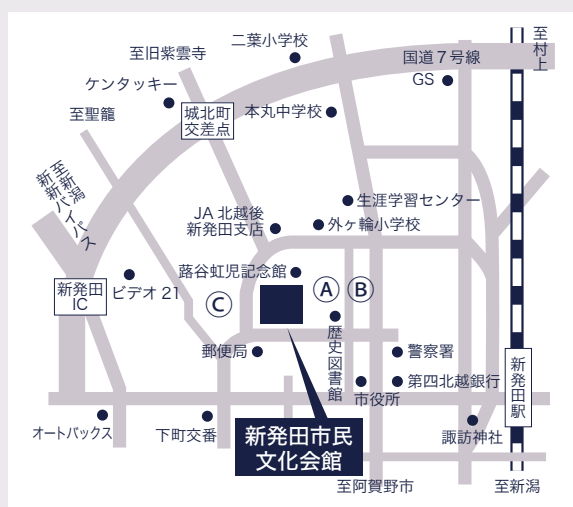 至村上
二葉小学校
至旧紫雲寺
国道7号線
GS
ケンタッキー
至聖籠
城北町
交差点
本丸中学校
至新潟
新新バイパス
生涯学習センター
JA 北越後
新発田支店
外ヶ輪小学校
蕗谷虹児記念館
新発田
IC
ビデオ 21
C
A
B
歴史図書館
郵便局
警察署
第四北越銀行
市役所
新発田駅
オートバックス
下町交番
新発田市民
文化会館
諏訪神社
至阿賀野市
至新潟